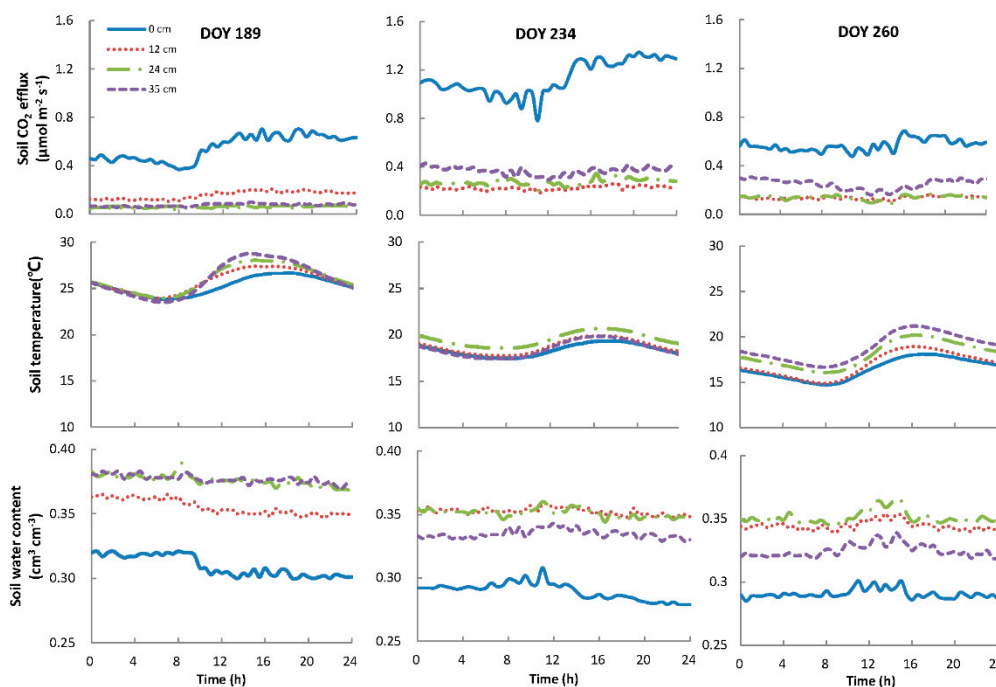 DOY 189
DOY 234
DOY 260
0 cm
12 cm
24 cm
35 cm
Soil CO2 efflux
(μmol m-2 s-1)
1.6
1.2
0.8
0.4
0.0
1.6
1.2
0.8
0.4
0.0
1.6
1.2
0.8
0.4
0.0
Soil temperature(℃)
30
25
20
15
10
30
25
20
15
10
30
25
20
15
10
Soil water content
(cm3 cm-3)
0.40
0.35
0.30
0.25
0.40
0.35
0.30
0.25
0.4
0.35
0.3
0.25
0 4 8 12 16 20 24
0 4 8 12 16 20 24
0 4 8 12 16 20 24
Time (h)
Time (h)
Time (h)